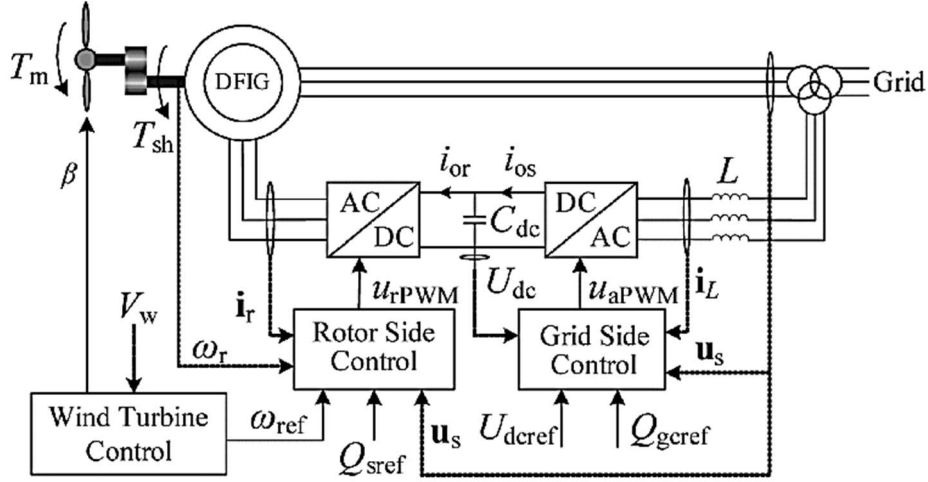 T_m
T_sh
DFIG
Grid
β
i_or
i_os
L
AC
DC
C_dc
DC
AC
i_r
u_rPWM
U_dc
u_aPWM
i_L
V_w
ω_r
Rotor Side
Control
Grid Side
Control
u_s
Wind Turbine
Control
ω_ref
Q_sref
u_s
U_dcref
Q_gcref